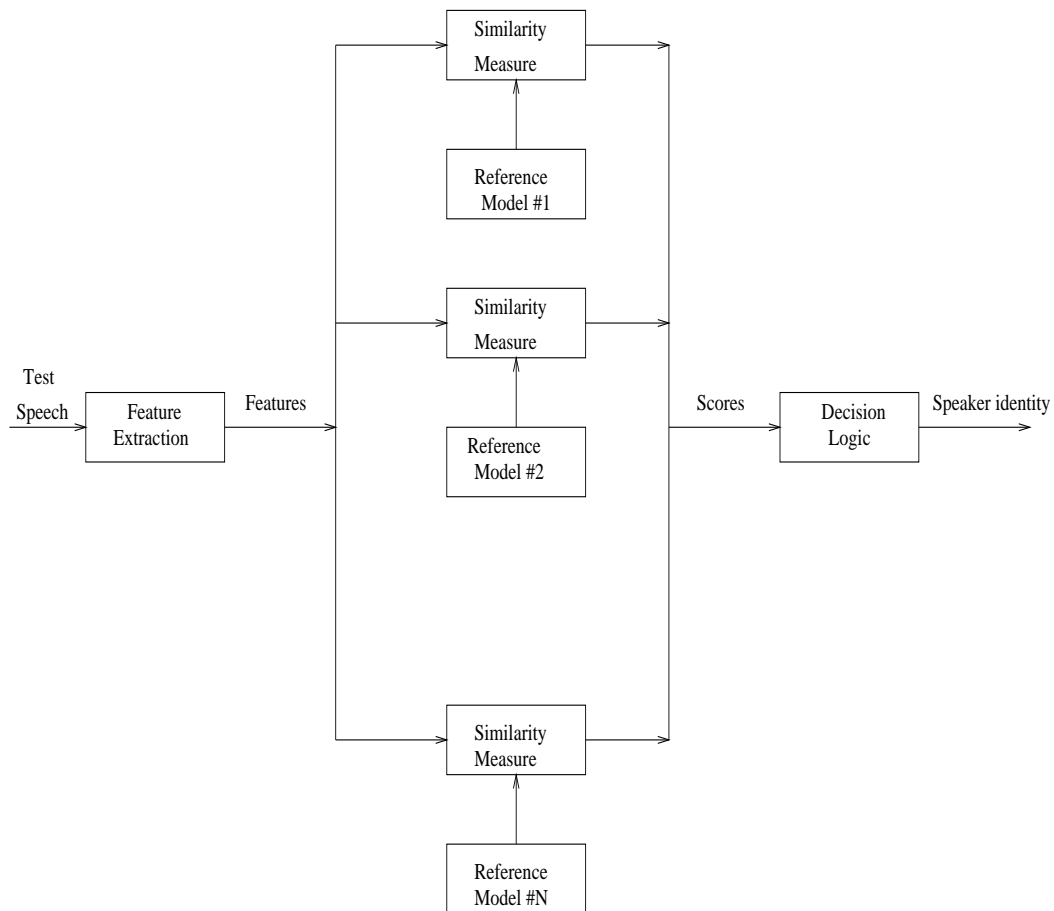 Similarity
Measure
Reference
Model #1
Similarity
Measure
Test
Speech
Feature
Extraction
Features
Reference
Model #2
Scores
Decision
Logic
Speaker identity
Similarity
Measure
Reference
Model #N